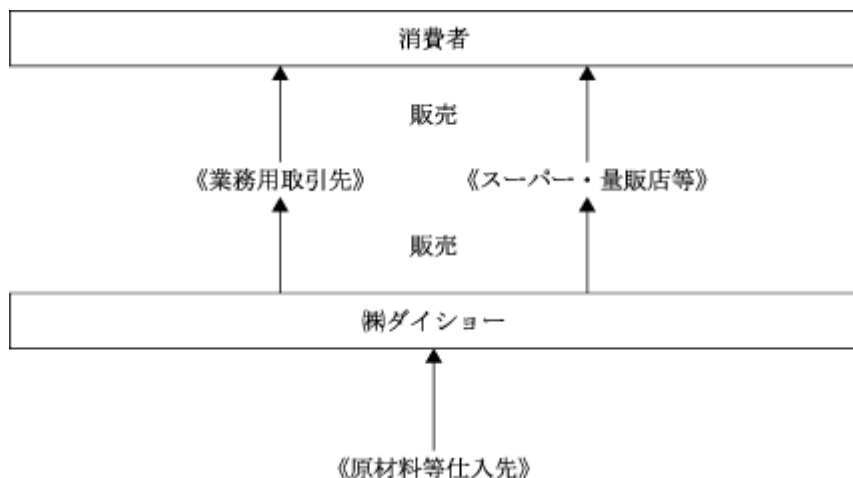 消費者
販売
《業務用取引先》
《スーパー・量販店等》
販売
㈱ダイショー
《原材料等仕入先》